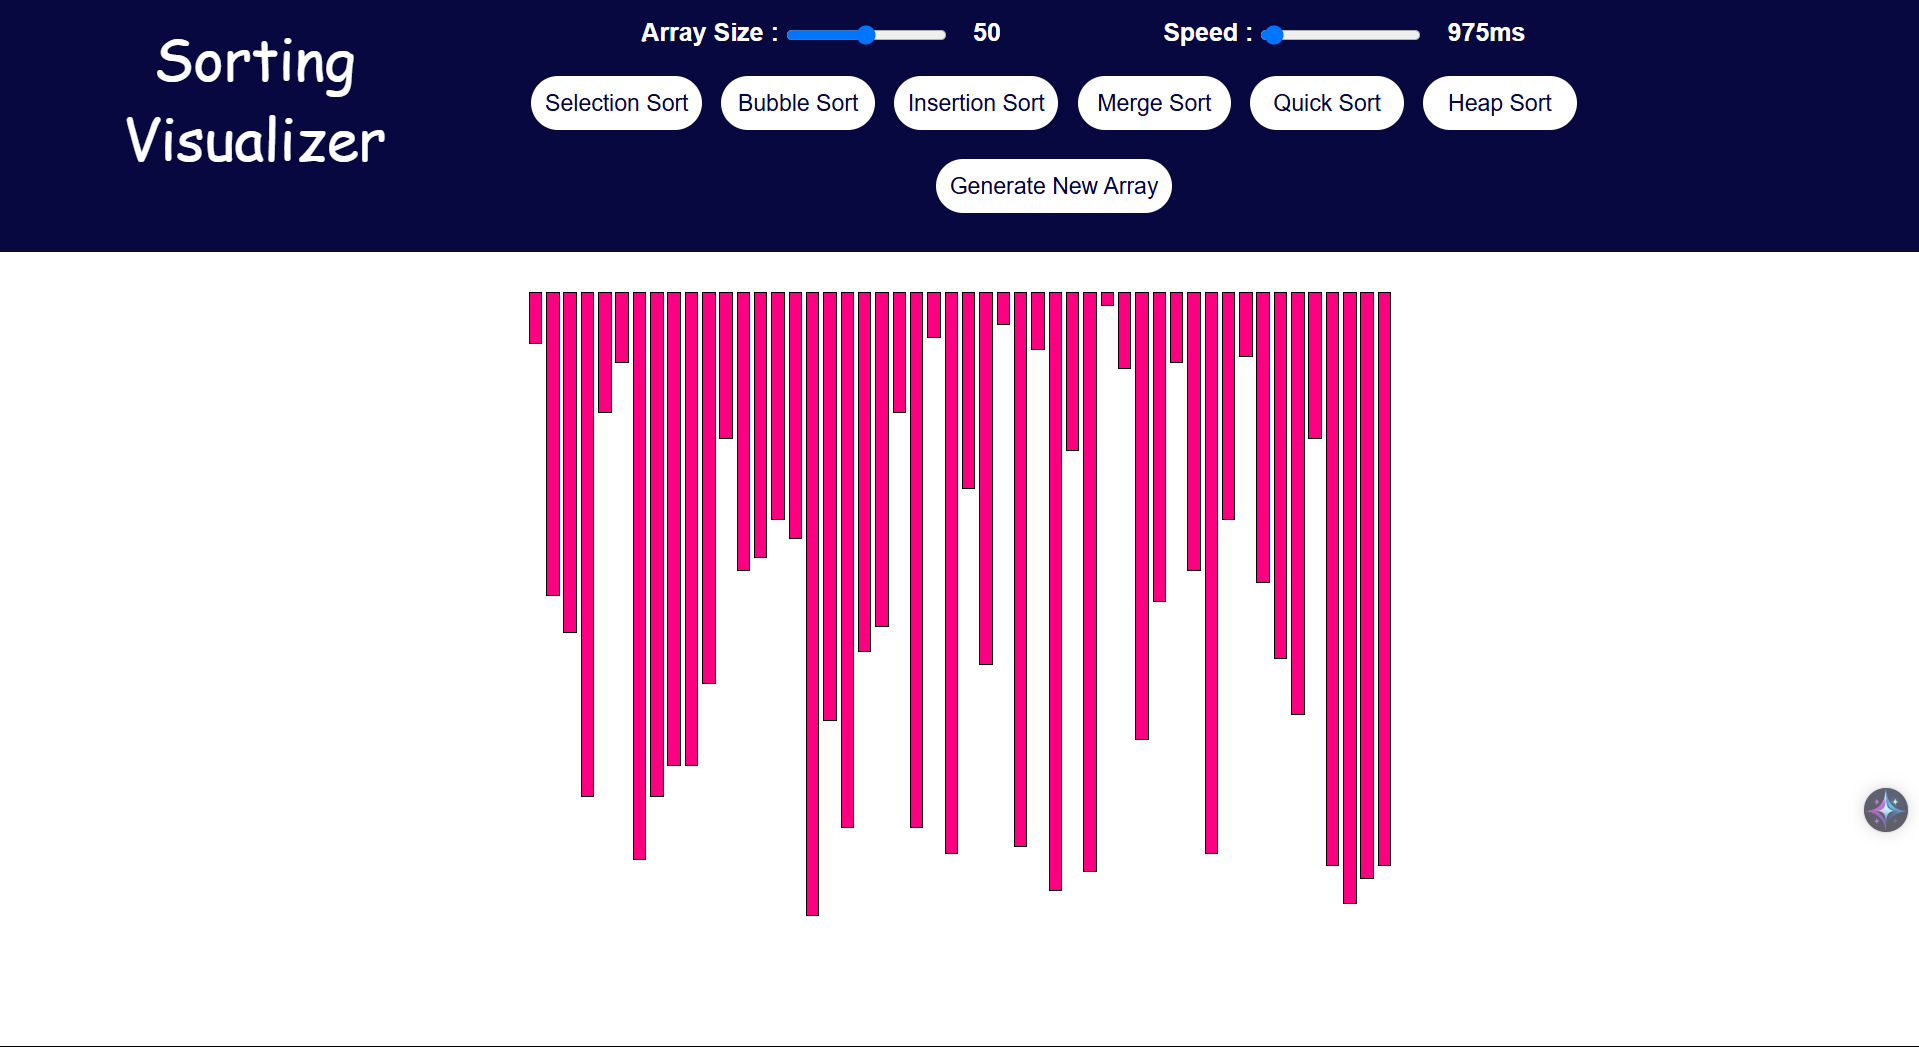 Sorting
Visualizer
Array Size : 50
Speed : 975ms
Selection Sort
Bubble Sort
Insertion Sort
Merge Sort
Quick Sort
Heap Sort
Generate New Array